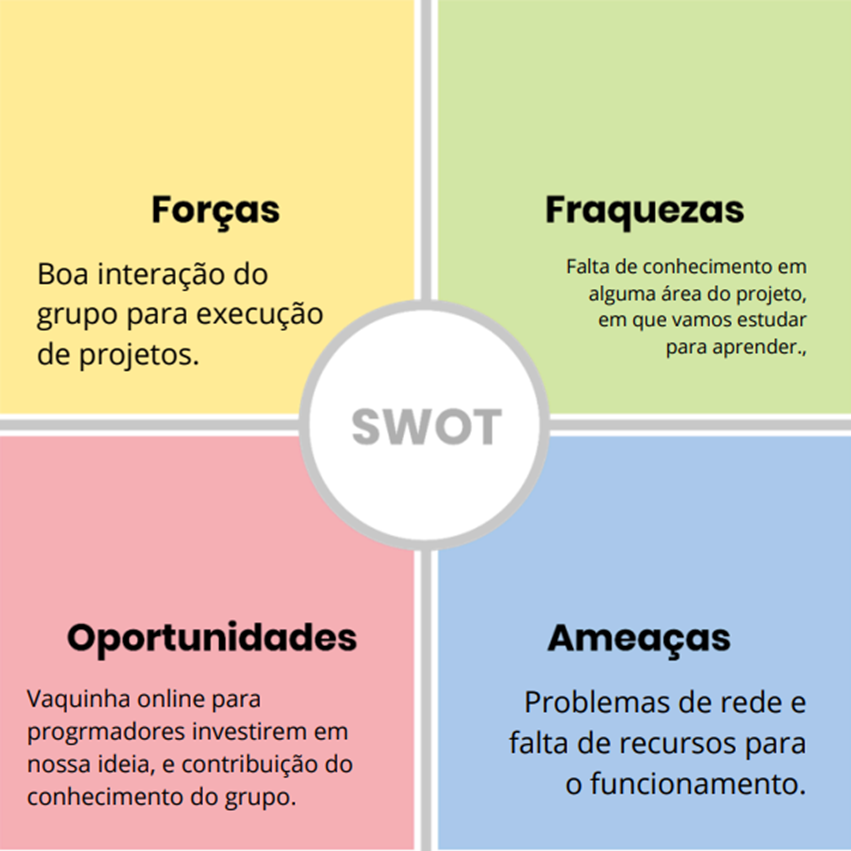 Forças
Boa interação do
grupo para execução
de projetos.
Fraquezas
Falta de conhecimento em
alguma área do projeto,
em que vamos estudar
para aprender.,
SWOT
Oportunidades
Vaquinha online para
progrmadores investirem em
nossa ideia, e contribuição do
conhecimento do grupo.
Ameaças
Problemas de rede e
falta de recursos para
o funcionamento.